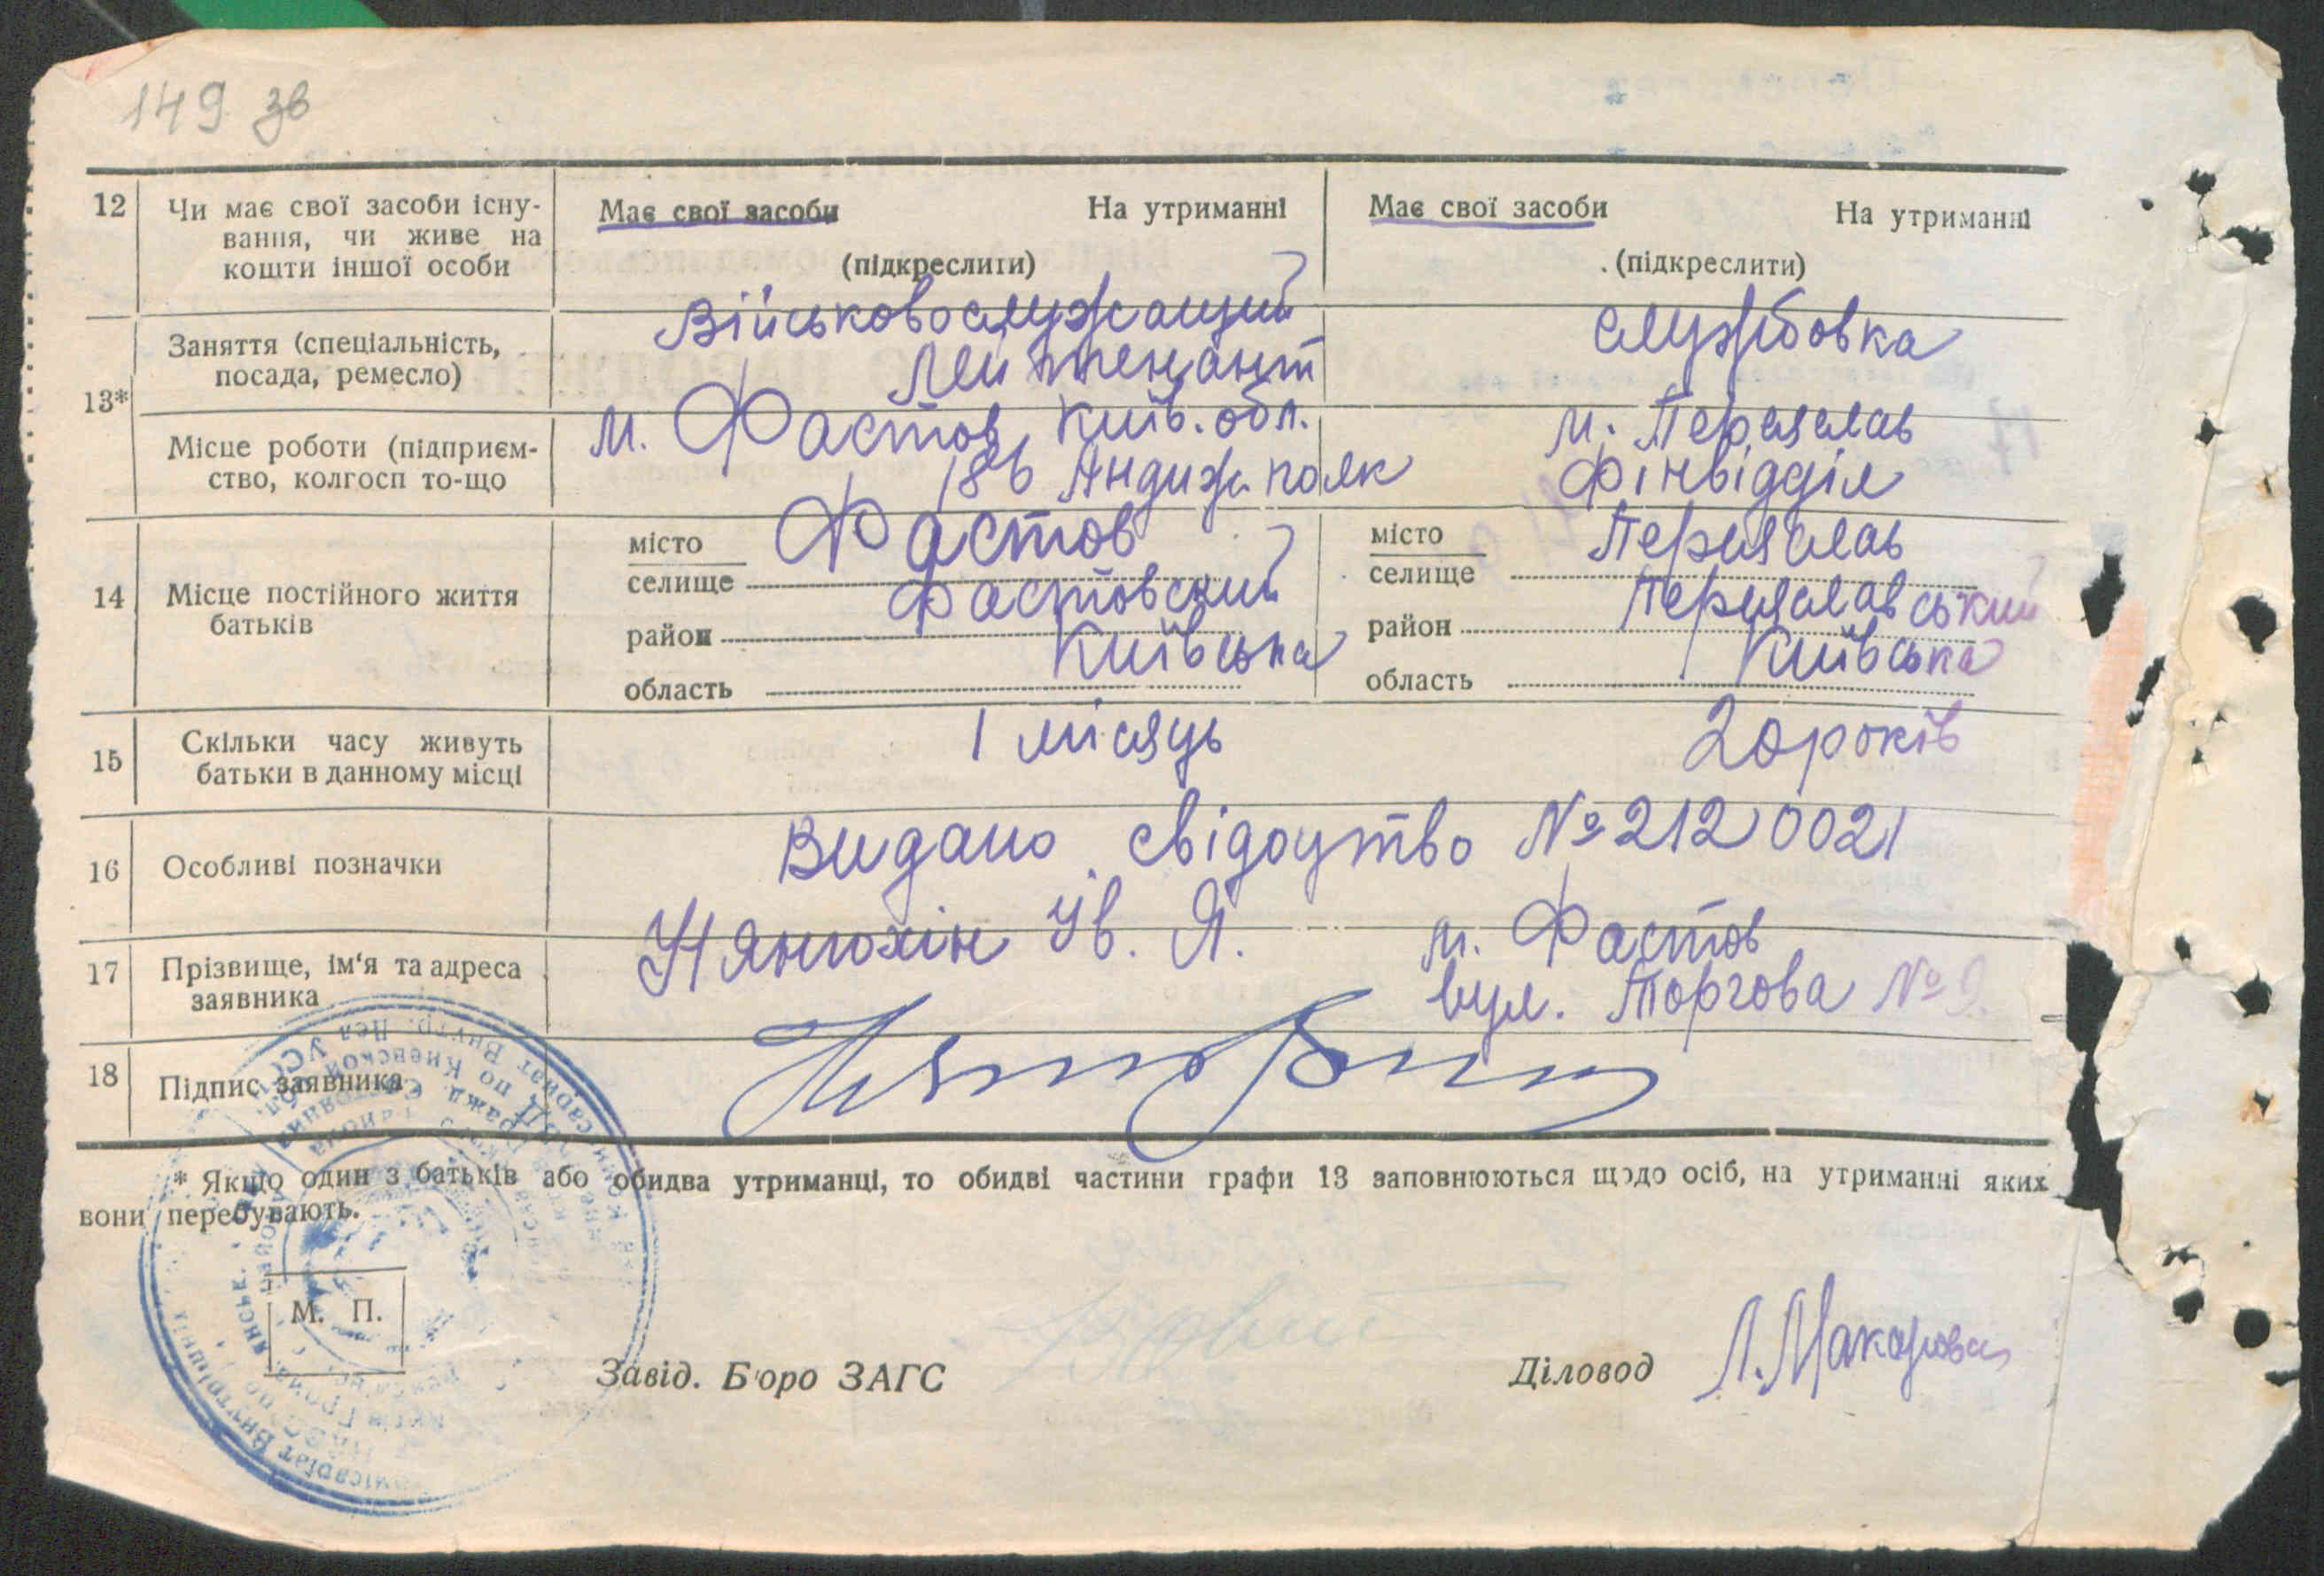 149 зв
12 Чи має свої засоби існу- Має свої засоби На утриманні Має свої засоби На утриманні
вання, чи живе на
кошти іншої особи (підкреслити) (підкреслити)
Військовослужащий службовка
13* Заняття (спеціальність, Лейтенант
посада, ремесло)
Місце роботи (підприєм- м. Фастов, Київ. обл. м. Переяслав
ство, колгосп то-що 186 полк Фінвідділ
14 Місце постійного життя місто Фастов місто Переяслав
батьків селище селище
район Фастовский район Переяславський
область Київська область Київська
15 Скільки часу живуть 1 місяць 20 років
батьки в данному місці
16 Особливі позначки Видано свідоцтво № 212 0021
17 Прізвище, ім'я та адреса Ів. Я. м. Фастов
заявника вул. Торгова № 9.
18 Підпис заявника
* Якщо один з батьків або обидва утриманці, то обидві частини графи 13 заповнюються щодо осіб, на утриманні яких
вони перебувають.
М. П.
Завід. Бюро ЗАГС Діловод Л. Макарова